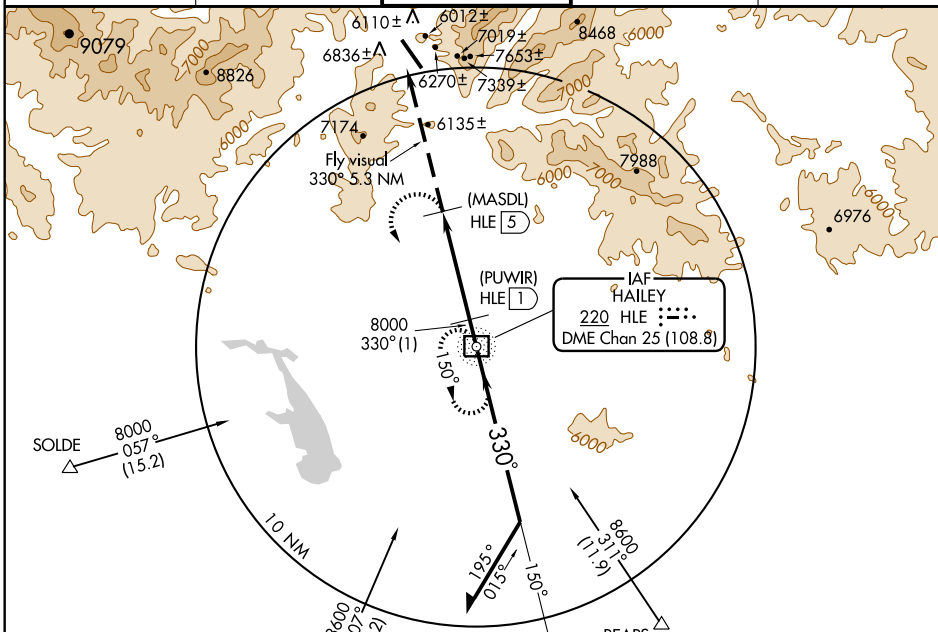 6110±
6012±
9079
7000
8826
6836±
7019±
7653±
8468
6000
6270±
7339±
7000
6000
7174
6135±
Fly visual
330° 5.3 NM
7988
6000
7000
6000
6976
(MASDL)
HLE 5
(PUWIR)
HLE 1
IAF
HAILEY
220 HLE
DME Chan 25 (108.8)
8000
330° (1)
150°
SOLDE
8000
057°
(15.2)
330°
6000
10 NM
8600
311°
(11.9)
195°
015°
150°